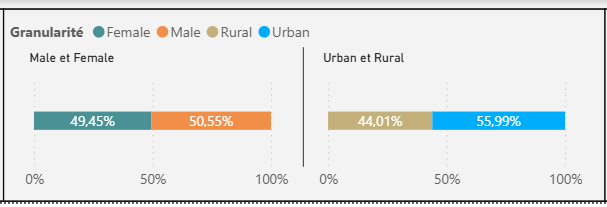 Granularité Female Male Rural Urban
Male et Female
49,45% 50,55%
0% 50% 100%
Urban et Rural
44,01% 55,99%
0% 50% 100%